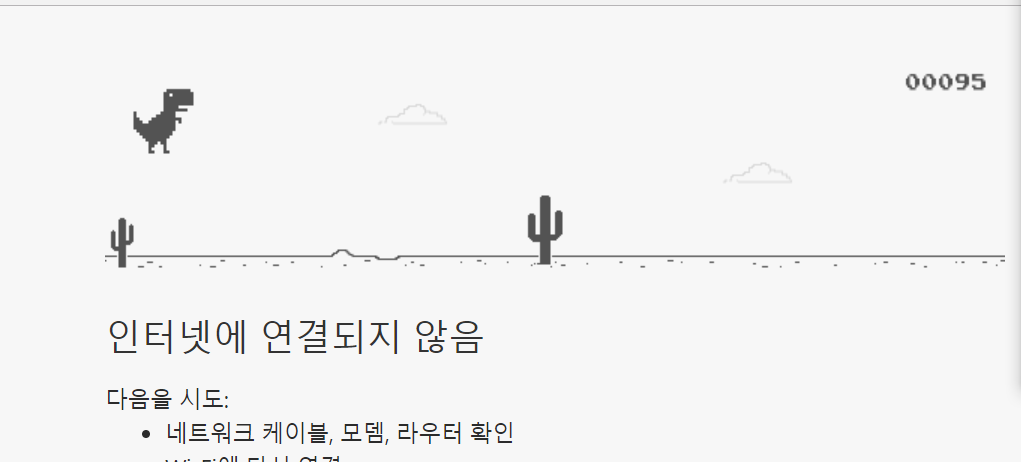 00095
인터넷에 연결되지 않음
다음을 시도:
네트워크 케이블, 모뎀, 라우터 확인